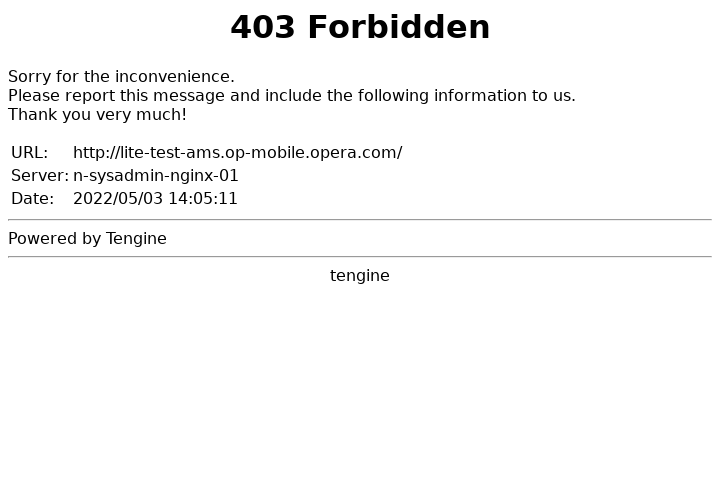 403 Forbidden
Sorry for the inconvenience.
Please report this message and include the following information to us.
Thank you very much!
URL: http://lite-test-ams.op-mobile.opera.com/
Server: n-sysadmin-nginx-01
Date: 2022/05/03 14:05:11
Powered by Tengine
tengine